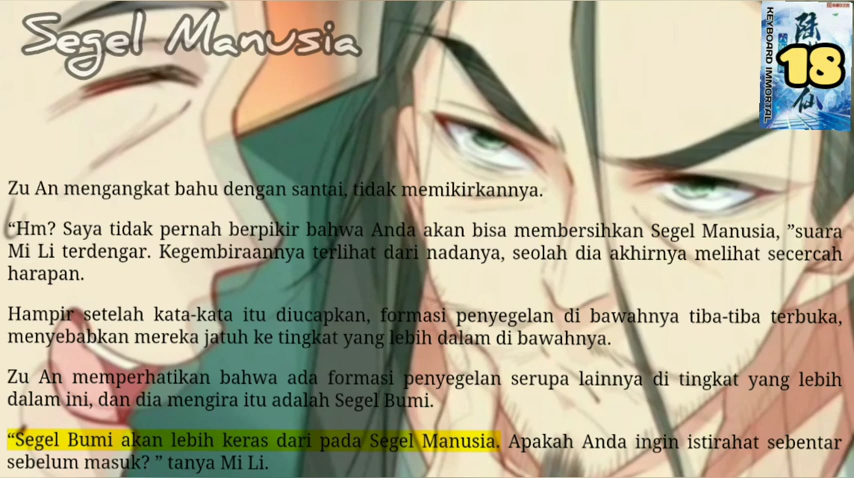 Segel Manusia
KEYBOARD IMMORTAL
18
Zu An mengangkat bahu dengan santai, tidak memikirkannya.
“Hm? Saya tidak pernah berpikir bahwa Anda akan bisa membersihkan Segel Manusia, ”suara
Mi Li terdengar. Kegembiraannya terlihat dari nadanya, seolah dia akhirnya melihat secercah
harapan.
Hampir setelah kata-kata itu diucapkan, formasi penyegelan di bawahnya tiba-tiba terbuka,
menyebabkan mereka jatuh ke tingkat yang lebih dalam di bawahnya.
Zu An memperhatikan bahwa ada formasi penyegelan serupa lainnya di tingkat yang lebih
dalam ini, dan dia mengira itu adalah Segel Bumi.
“Segel Bumi akan lebih keras dari pada Segel Manusia. Apakah Anda ingin istirahat sebentar
sebelum masuk? ” tanya Mi Li.